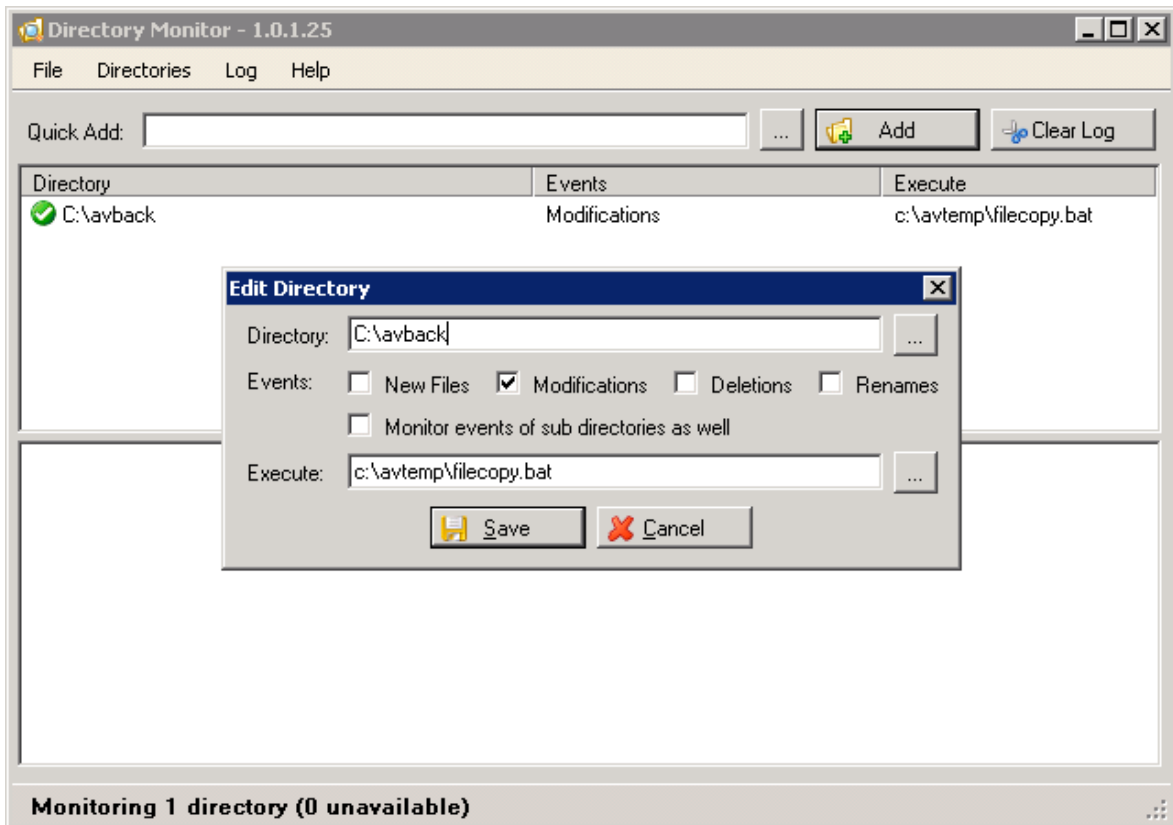 Directory Monitor - 1.0.1.25
File Directories Log Help
Quick Add: ... Add Clear Log
Directory Events Execute
C:\avback Modifications c:\avtemp\filecopy.bat
Edit Directory
Directory: C:\avback ...
Events: New Files Modifications Deletions Renames
Monitor events of sub directories as well
Execute: c:\avtemp\filecopy.bat ...
Save Cancel
Monitoring 1 directory (0 unavailable)